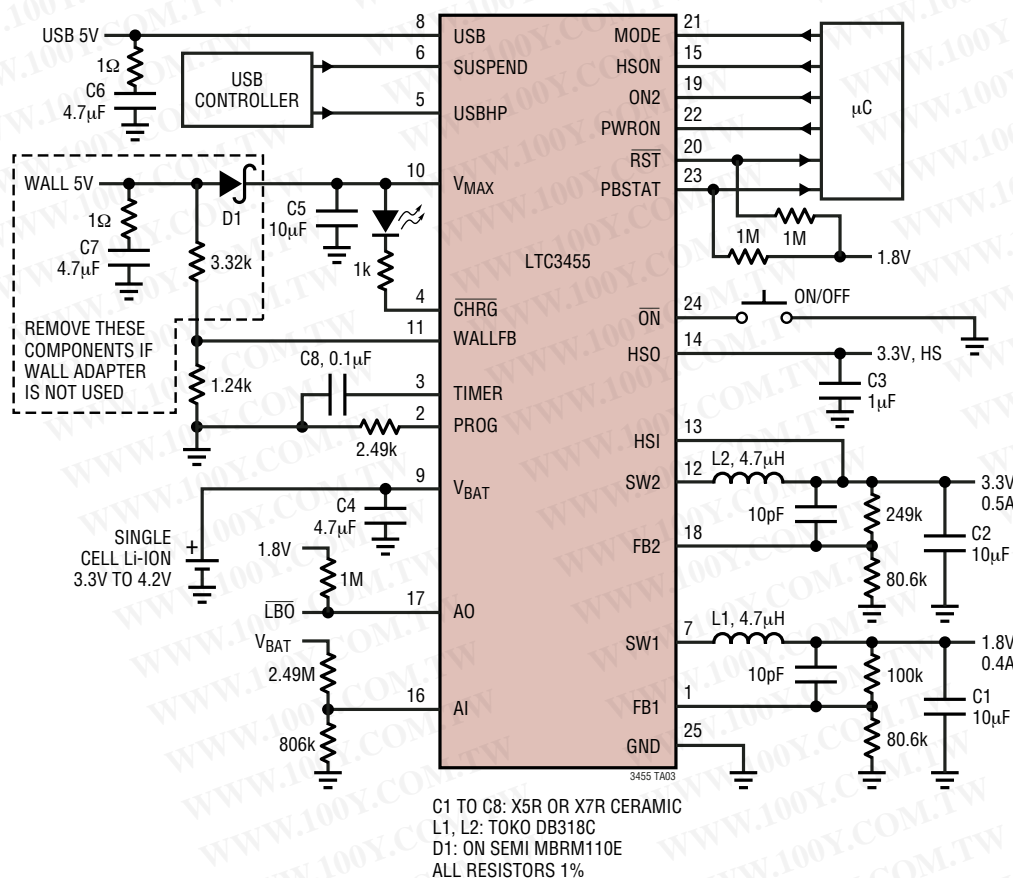 USB 5V
1Ω
C6
4.7µF
USB
CONTROLLER
8
USB
6
SUSPEND
5
USBHP
WALL 5V
1Ω
C7
4.7µF
3.32k
D1
REMOVE THESE
COMPONENTS IF
WALL ADAPTER
IS NOT USED
1.24k
C5
10µF
1k
10
VMAX
4
CHRG
11
WALLFB
C8, 0.1µF
3
TIMER
2
PROG
2.49k
9
VBAT
C4
4.7µF
SINGLE
CELL Li-ION
3.3V TO 4.2V
+
1.8V
1M
LBO
17
AO
VBAT
2.49M
16
AI
806k
LTC3455
MODE
21
HSON
15
ON2
19
PWRON
22
RST
20
PBSTAT
23
µC
1M
1M
1.8V
ON
24
ON/OFF
HSO
14
3.3V, HS
C3
1µF
HSI
13
SW2
12
L2, 4.7µH
10pF
249k
3.3V
0.5A
C2
10µF
FB2
18
80.6k
SW1
7
L1, 4.7µH
10pF
100k
1.8V
0.4A
C1
10µF
FB1
1
80.6k
GND
25
3455 TA03
C1 TO C8: X5R OR X7R CERAMIC
L1, L2: TOKO DB318C
D1: ON SEMI MBRM110E
ALL RESISTORS 1%
WWW.100Y.COM.TW